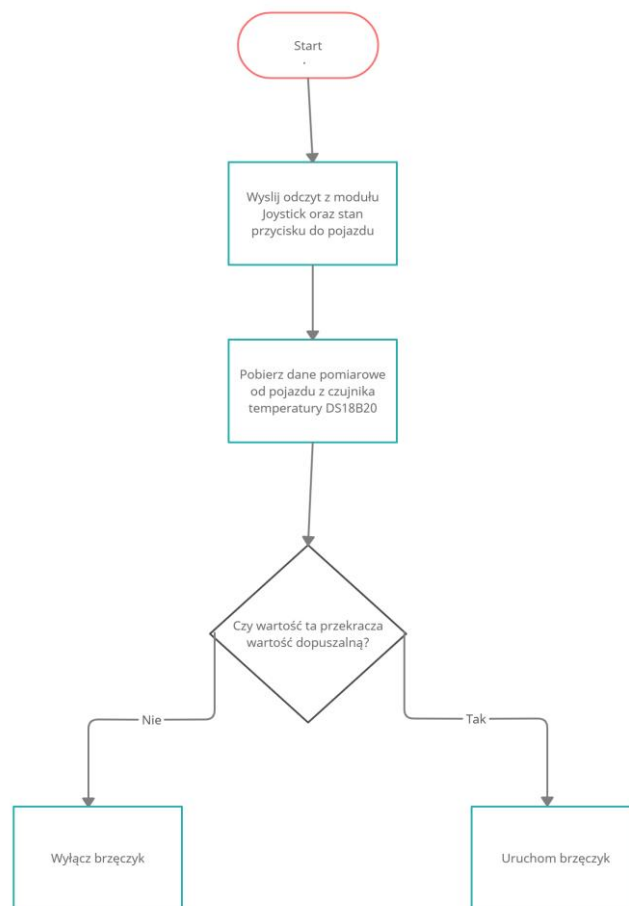 Start
Wyslij odczyt z modułu
Joystick oraz stan
przycisku do pojazdu
Pobierz dane pomiarowe
od pojazdu z czujnika
temperatury DS18B20
Czy wartość ta przekracza
wartość dopuszalną?
Nie
Tak
Wyłącz brzęczyk
Uruchom brzęczyk